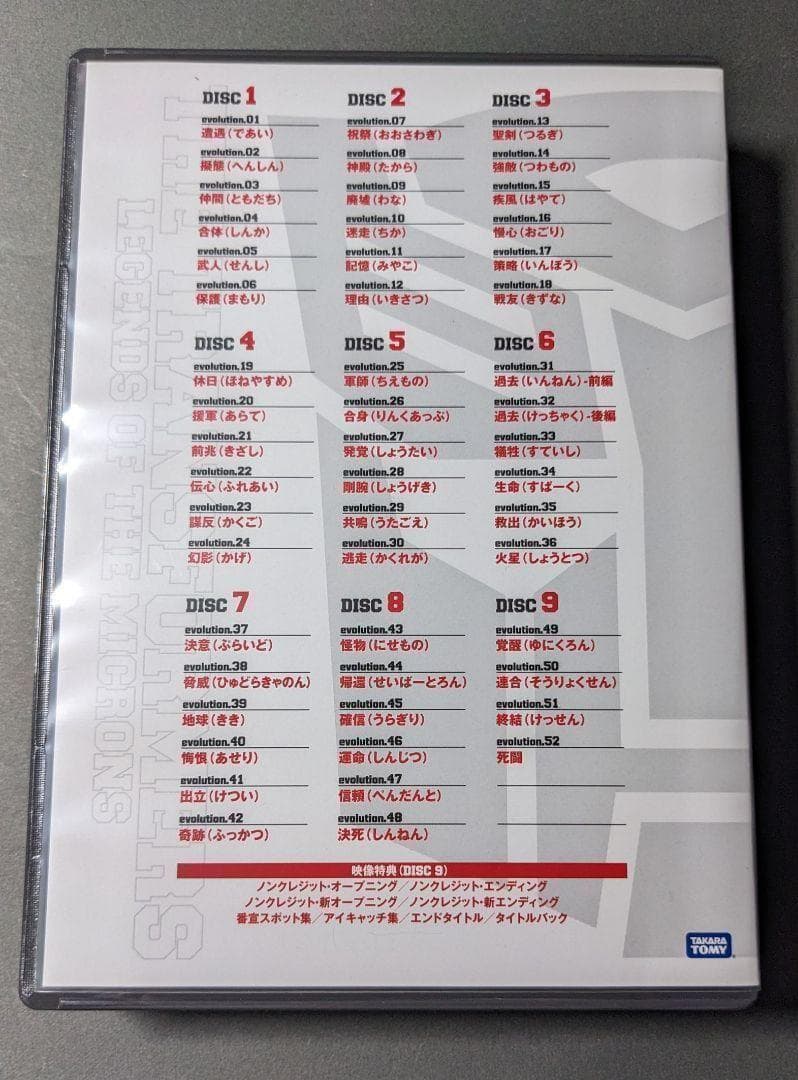 DISC 1
evolution.01
遭遇(であい)
evolution.02
擬態(へんしん)
evolution.03
仲間(ともだち)
evolution.04
合体(しんか)
evolution.05
武人(せんし)
evolution.06
保護(まもり)
DISC 2
evolution.07
祝祭(おおさわぎ)
evolution.08
神殿(たから)
evolution.09
廃墟(わな)
evolution.10
迷走(ちか)
evolution.11
記憶(みやこ)
evolution.12
理由(いきさつ)
DISC 3
evolution.13
聖剣(つるぎ)
evolution.14
強敵(つわもの)
evolution.15
疾風(はやて)
evolution.16
慢心(おごり)
evolution.17
策略(いんぼう)
evolution.18
戦友(きずな)
DISC 4
evolution.19
休日(ほねやすめ)
evolution.20
援軍(あらて)
evolution.21
前兆(きざし)
evolution.22
伝心(ふれあい)
evolution.23
謀反(かくご)
evolution.24
幻影(かげ)
DISC 5
evolution.25
軍師(ちえもの)
evolution.26
合身(りんくあっぷ)
evolution.27
発覚(しょうたい)
evolution.28
剛腕(しょうげき)
evolution.29
共鳴(うたごえ)
evolution.30
逃走(かくれが)
DISC 6
evolution.31
過去(いんねん)-前編
evolution.32
過去(けっちゃく)-後編
evolution.33
犠牲(すていし)
evolution.34
生命(すぱーく)
evolution.35
救出(かいほう)
evolution.36
火星(しょうとつ)
DISC 7
evolution.37
決意(ぷらいど)
evolution.38
脅威(ひゅどらきゃのん)
evolution.39
地球(きき)
evolution.40
悔恨(あせり)
evolution.41
出立(けつい)
evolution.42
奇跡(ふっかつ)
DISC 8
evolution.43
怪物(にせもの)
evolution.44
帰還(せいばーとろん)
evolution.45
確信(うらぎり)
evolution.46
運命(しんじつ)
evolution.47
信頼(ぺんだんと)
evolution.48
決死(しんねん)
DISC 9
evolution.49
覚醒(ゆにくろん)
evolution.50
連合(そうりょくせん)
evolution.51
終結(けっせん)
evolution.52
死闘
映像特典(DISC 9)
ノンクレジット・オープニング/ノンクレジット・エンディング
ノンクレジット・新オープニング/ノンクレジット・新エンディング
番宣スポット集/アイキャッチ集/エンドタイトル/タイトルバック
TAKARA
TOMY
LEGENDS OF THE MICRONS